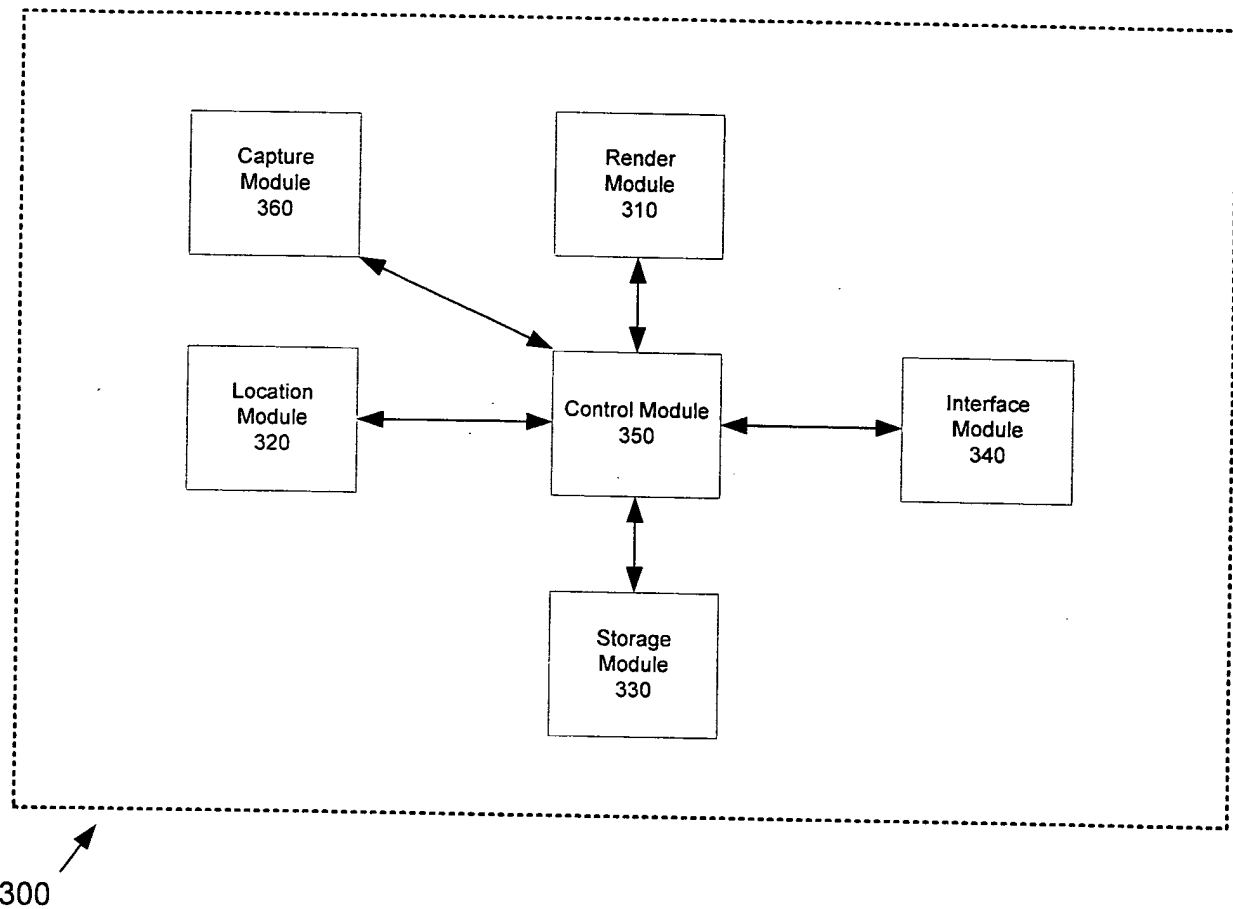 Capture
Module
360
Render
Module
310
Location
Module
320
Control Module
350
Interface
Module
340
Storage
Module
330
300